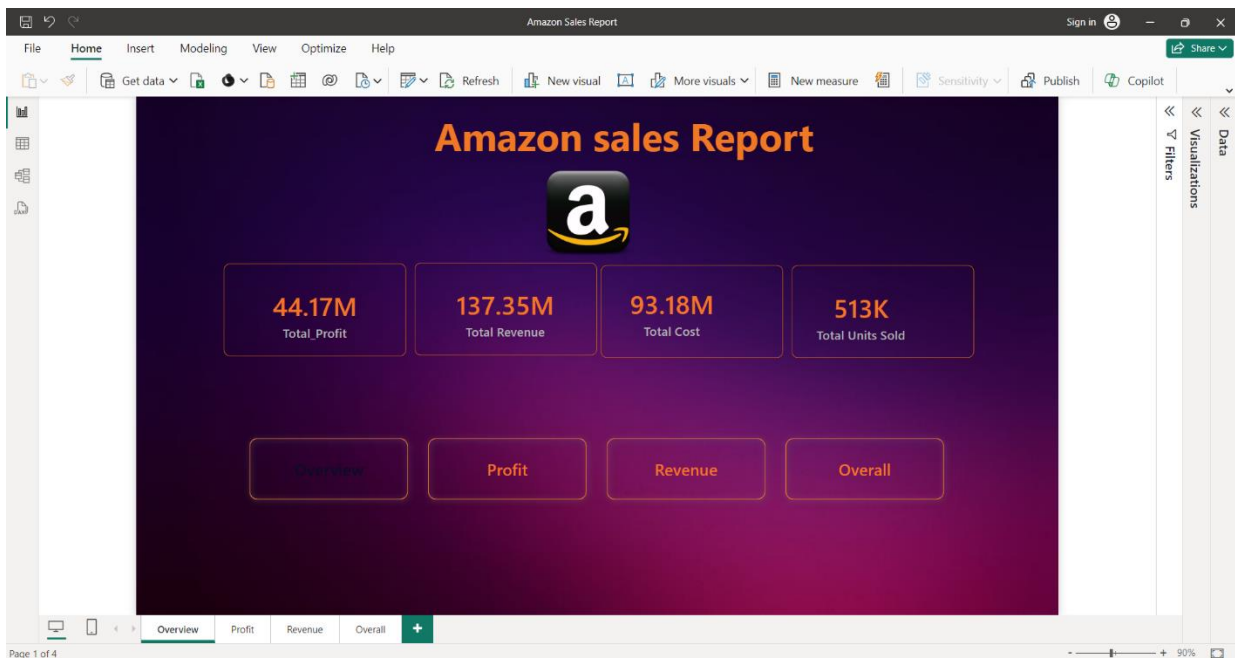 Amazon Sales Report
Sign in
File Home Insert Modeling View Optimize Help
Share
Get data
Refresh
New visual
More visuals
New measure
Sensitivity
Publish
Copilot
Amazon sales Report
a
44.17M
Total_Profit
137.35M
Total Revenue
93.18M
Total Cost
513K
Total Units Sold
Overview
Profit
Revenue
Overall
Filters
Visualizations
Data
Overview
Profit
Revenue
Overall
+
Page 1 of 4
- + 90%